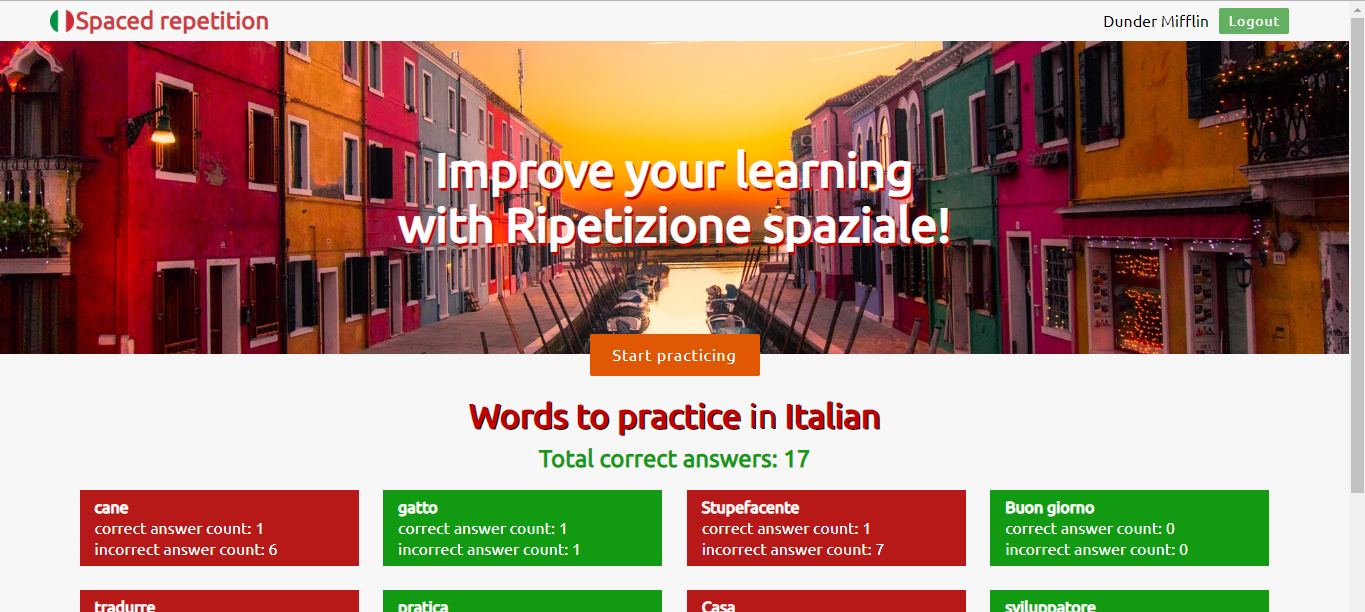 Spaced repetition
Dunder Mifflin
Logout
Improve your learning
with Ripetizione spaziale!
Start practicing
Words to practice in Italian
Total correct answers: 17
cane
correct answer count: 1
incorrect answer count: 6
gatto
correct answer count: 1
incorrect answer count: 1
Stupefacente
correct answer count: 1
incorrect answer count: 7
Buon giorno
correct answer count: 0
incorrect answer count: 0
tradurre
pratica
Casa
sviluppatore